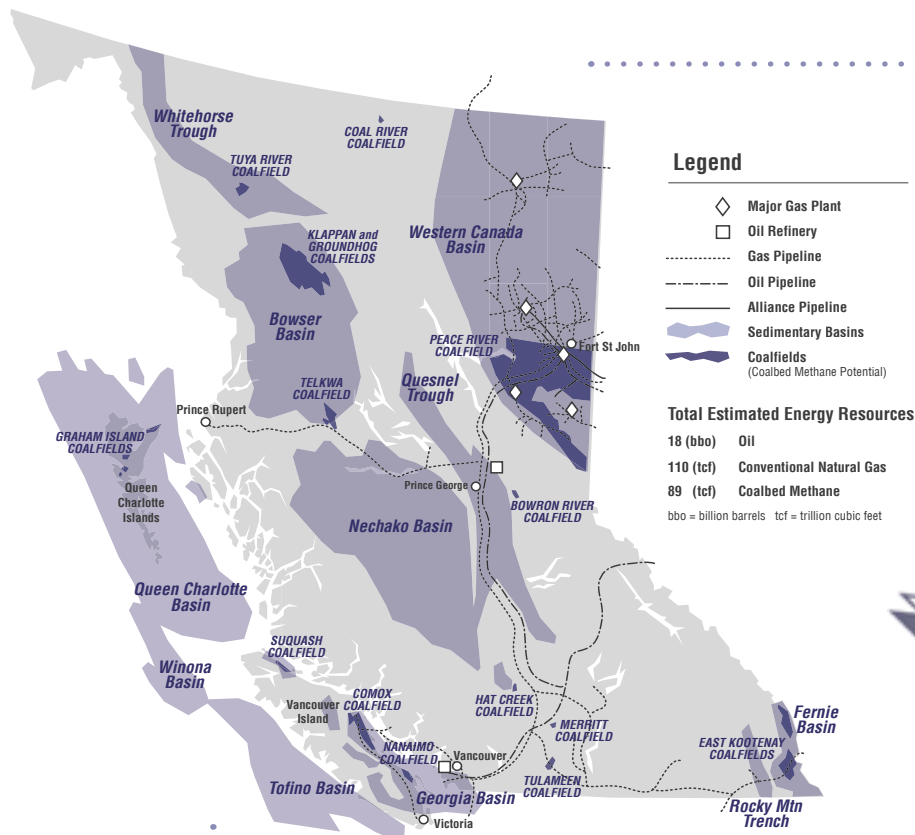 Whitehorse
Trough
COAL RIVER
COALFIELD
TUYA RIVER
COALFIELD
KLAPPAN and
GROUNDHOG
COALFIELDS
Western Canada
Basin
Bowser
Basin
PEACE RIVER
COALFIELD
Fort St John
Quesnel
Trough
TELKWA
COALFIELD
Prince Rupert
GRAHAM ISLAND
COALFIELDS
Queen
Charlotte
Islands
Prince George
BOWRON RIVER
COALFIELD
Nechako Basin
Queen Charlotte
Basin
SUQUASH
COALFIELD
Winona
Basin
Vancouver
Island
COMOX
COALFIELD
HAT CREEK
COALFIELD
MERRITT
COALFIELD
Fernie
Basin
EAST KOOTENAY
COALFIELDS
NANAIMO
COALFIELD
Vancouver
TULAMEEN
COALFIELD
Tofino Basin
Georgia Basin
Rocky Mtn
Trench
Victoria
Legend
Major Gas Plant
Oil Refinery
Gas Pipeline
Oil Pipeline
Alliance Pipeline
Sedimentary Basins
Coalfields
(Coalbed Methane Potential)
Total Estimated Energy Resources
18 (bbo) Oil
110 (tcf) Conventional Natural Gas
89 (tcf) Coalbed Methane
bbo = billion barrels tcf = trillion cubic feet